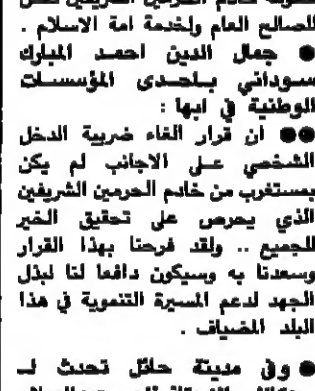 للصالح العام ولخدمة امة الاسلام .
● جمال الدين احمد المبارك
سوداني باحدى المؤسسات
الوطنية في ابها :
●● ان قرار الغاء ضريبة الدخل
الشخصي على الاجانب لم يكن
بمستغرب من خادم الحرمين الشريفين
الذي يحرص على تحقيق الخير
للجميع .. ولقد فرحنا بهذا القرار
وسعدنا به وسيكون دافعا لنا لبذل
الجهد لدعم المسيرة التنموية في هذا
البلد المضياف .
● وفي مدينة حائل تحدث لـ